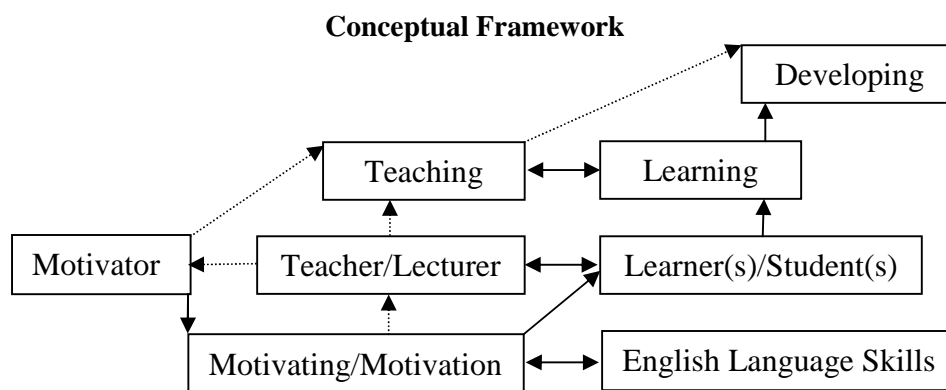 Conceptual Framework
Developing
Teaching
Learning
Motivator
Teacher/Lecturer
Learner(s)/Student(s)
Motivating/Motivation
English Language Skills